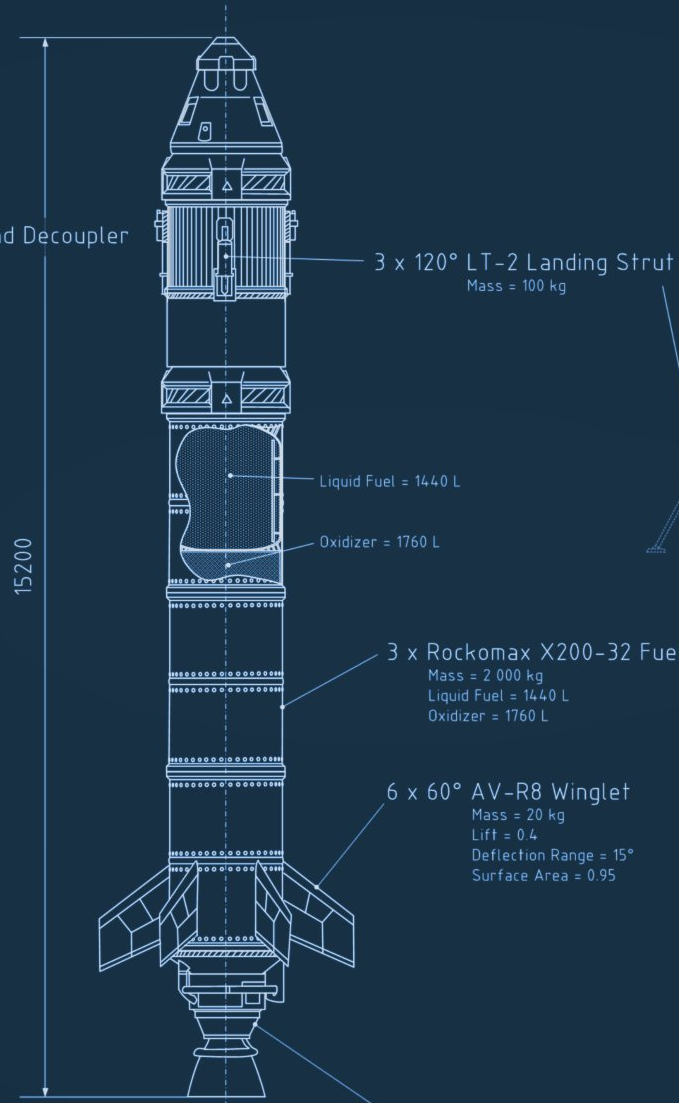 nd Decoupler
3 x 120° LT-2 Landing Strut
Mass = 100 kg
Liquid Fuel = 1440 L
Oxidizer = 1760 L
15200
3 x Rockomax X200-32 Fue
Mass = 2 000 kg
Liquid Fuel = 1440 L
Oxidizer = 1760 L
6 x 60° AV-R8 Winglet
Mass = 20 kg
Lift = 0.4
Deflection Range = 15°
Surface Area = 0.95